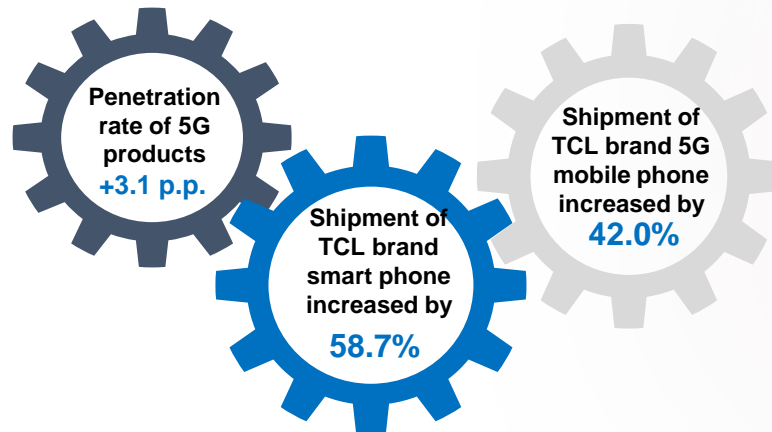 Penetration
rate of 5G
products
+3.1 p.p.
Shipment of
TCL brand
smart phone
increased by
58.7%
Shipment of
TCL brand 5G
mobile phone
increased by
42.0%